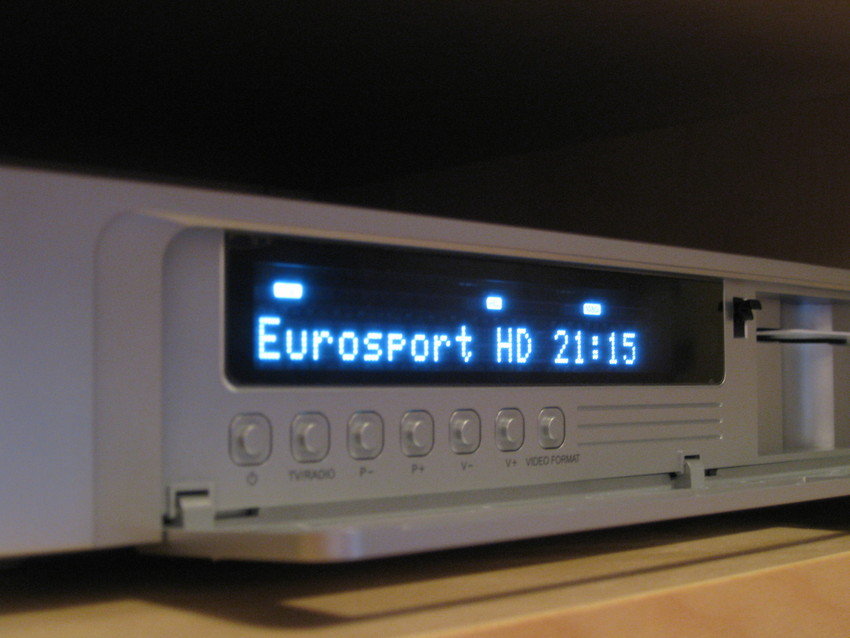 Eurosport HD 21:15
TV/RADIO P- P+ V- V+ VIDEO FORMAT